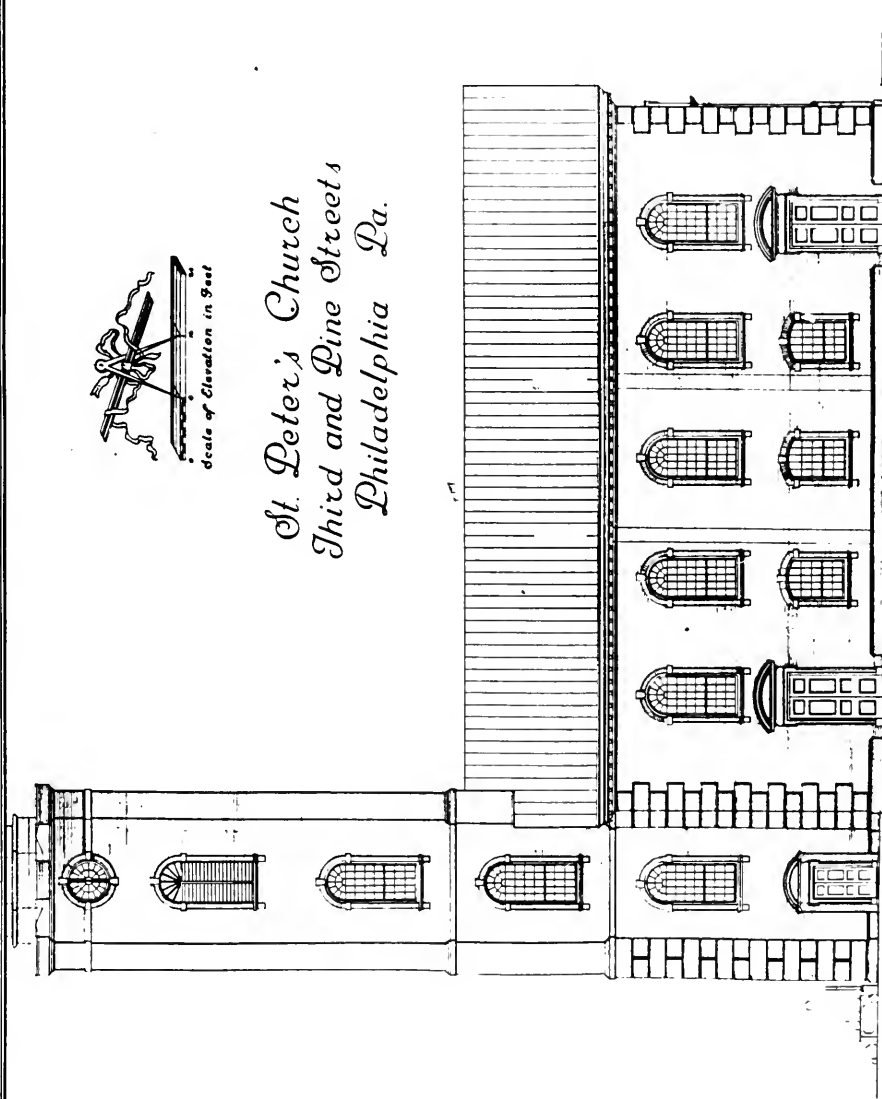 Scale of Elevation in Feet
St. Peter's Church
Third and Pine Streets
Philadelphia Pa.